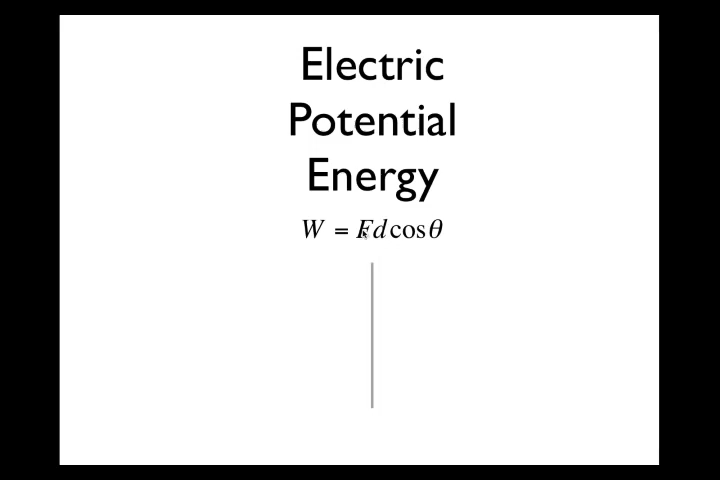 Electric
Potential
Energy
W = Fd cos θ